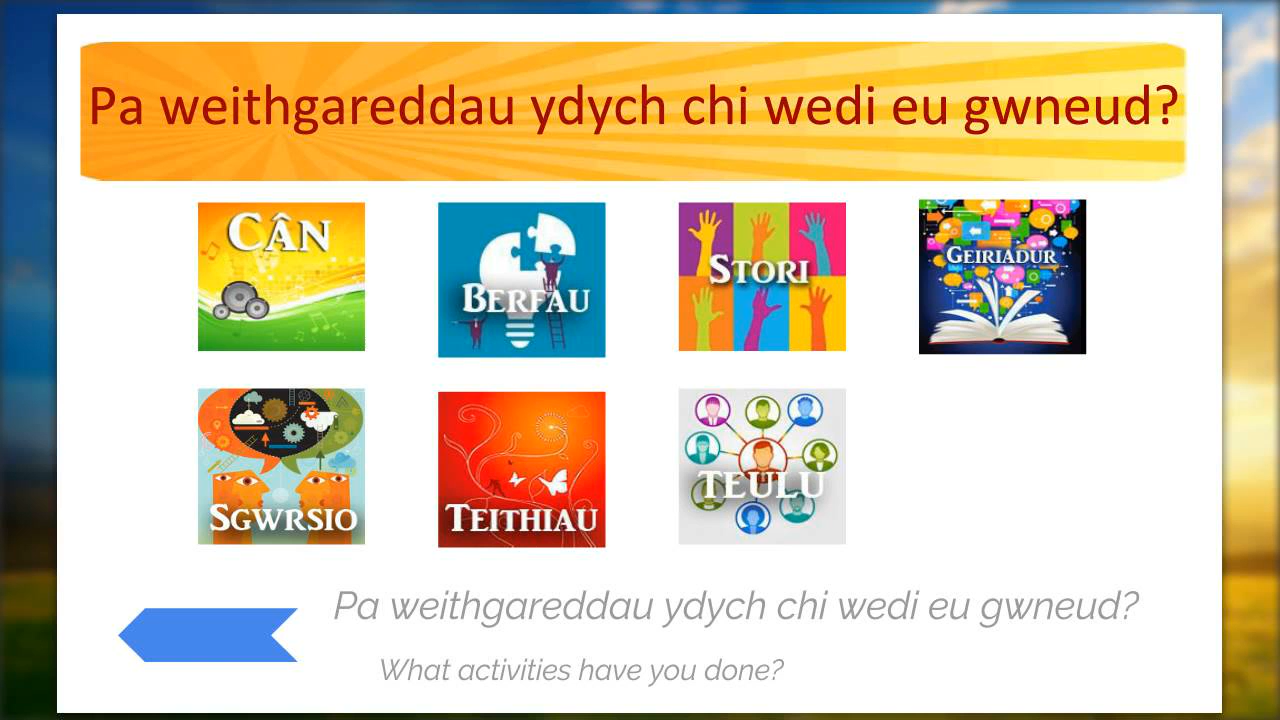 Pa weithgareddau ydych chi wedi eu gwneud?
Cân
Berfau
Stori
Geiriadur
Sgwrsio
Teithiau
Teulu
Pa weithgareddau ydych chi wedi eu gwneud?
What activities have you done?